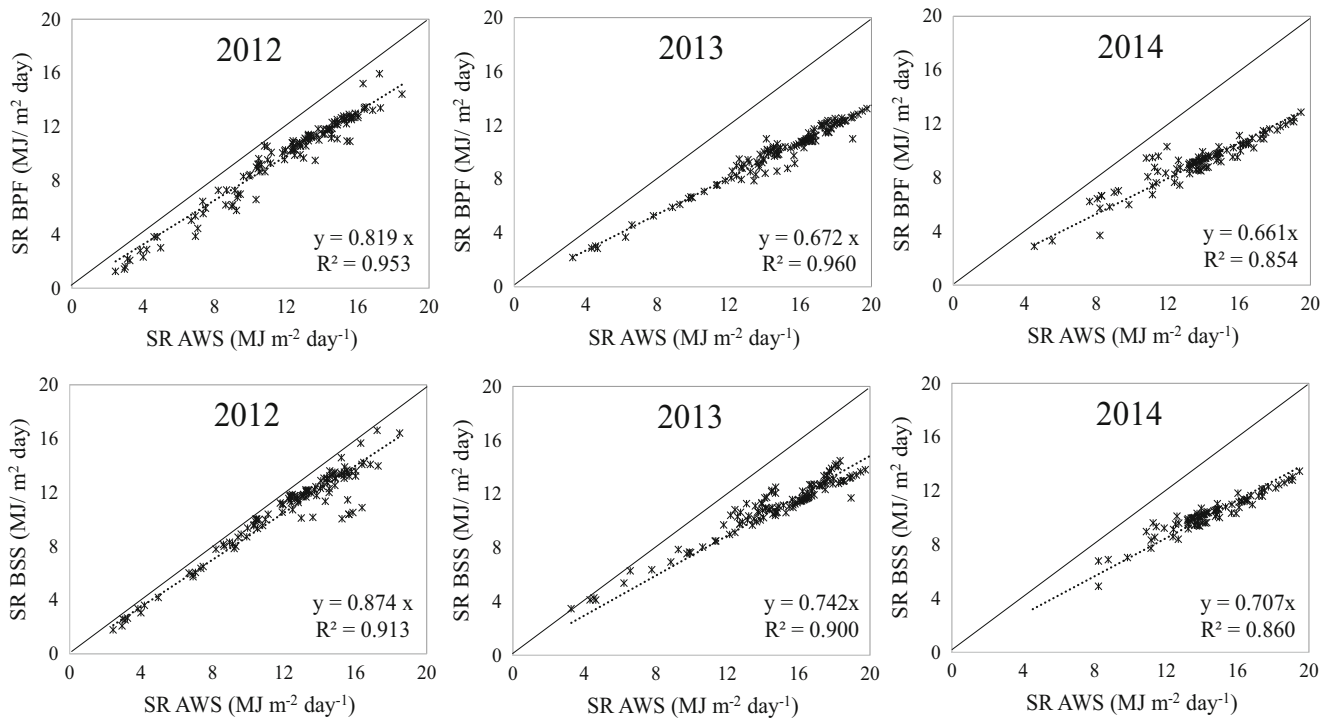 20
16
12
8
4
0
SR BPF (MJ/ m² day)
2012
y = 0.819 x
R² = 0.953
0 4 8 12 16 20
SR AWS (MJ m⁻² day⁻¹)
20
16
12
8
4
0
SR BPF (MJ/ m² day)
2013
y = 0.672 x
R² = 0.960
0 4 8 12 16 20
SR AWS (MJ m⁻² day⁻¹)
20
16
12
8
4
0
SR BPF (MJ/ m² day)
2014
y = 0.661x
R² = 0.854
0 4 8 12 16 20
SR AWS (MJ m⁻² day⁻¹)
20
16
12
8
4
0
SR BSS (MJ/ m² day)
2012
y = 0.874 x
R² = 0.913
0 4 8 12 16 20
SR AWS (MJ m⁻² day⁻¹)
20
16
12
8
4
0
SR BSS (MJ/ m² day)
2013
y = 0.742x
R² = 0.900
0 4 8 12 16 20
SR AWS (MJ m⁻² day⁻¹)
20
16
12
8
4
0
SR BSS (MJ/ m² day)
2014
y = 0.707x
R² = 0.860
0 4 8 12 16 20
SR AWS (MJ m⁻² day⁻¹)